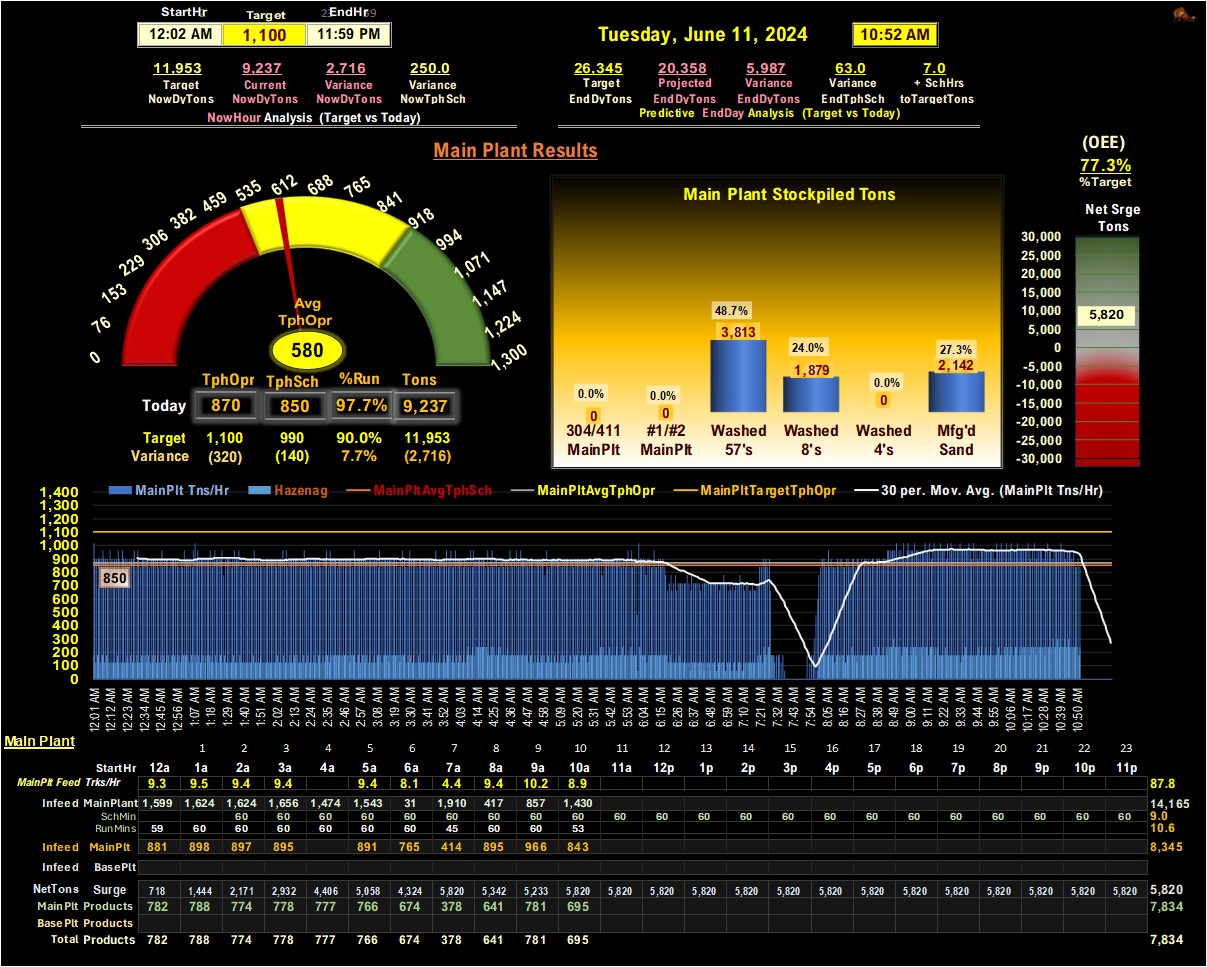 StartHr Target EndHr
12:02 AM 1,100 11:59 PM
Tuesday, June 11, 2024 10:52 AM
11,953 9,237 2,716 250.0
Target Current Variance Variance
NowDyTons NowDyTons NowDyTons NowTphSch
NowHour Analysis (Target vs Today)
26,345 20,358 5,987 63.0 7.0
Target Projected Variance Variance + SchHrs
EndDyTons EndDyTons EndDyTons EndTphSch toTargetTons
Predictive EndDay Analysis (Target vs Today)
Main Plant Results
(OEE)
77.3%
%Target
0 76 153 229 306 382 459 535 612 688 765 841 918 994 1,071 1,147 1,224 1,300
Avg
TphOpr
580
TphOpr TphSch %Run Tons
Today 870 850 97.7% 9,237
Target 1,100 990 90.0% 11,953
Variance (320) (140) 7.7% (2,716)
Main Plant Stockpiled Tons
0.0% 0.0% 48.7% 24.0% 0.0% 27.3%
0 0 3,813 1,879 0 2,142
304/411 #1/#2 Washed Washed Washed Mfg'd
MainPlt MainPlt 57's 8's 4's Sand
Net Srge
Tons
30,000
25,000
20,000
15,000
10,000
5,000
0
-5,000
-10,000
-15,000
-20,000
-25,000
-30,000
5,820
MainPlt Tns/Hr Hazenag MainPltAvgTphSch MainPltAvgTphOpr MainPltTargetTphOpr 30 per. Mov. Avg. (MainPlt Tns/Hr)
1,400
1,300
1,200
1,100
1,000
900
800
700
600
500
400
300
200
100
0
850
12:01 AM 12:12 AM 12:23 AM 12:34 AM 12:45 AM 12:56 AM 1:07 AM 1:18 AM 1:29 AM 1:40 AM 1:51 AM 2:02 AM 2:13 AM 2:24 AM 2:35 AM 2:46 AM 2:57 AM 3:08 AM 3:19 AM 3:30 AM 3:41 AM 3:52 AM 4:03 AM 4:14 AM 4:25 AM 4:36 AM 4:47 AM 4:58 AM 5:09 AM 5:20 AM 5:31 AM 5:42 AM 5:53 AM 6:04 AM 6:15 AM 6:26 AM 6:37 AM 6:48 AM 6:59 AM 7:10 AM 7:21 AM 7:32 AM 7:43 AM 7:54 AM 8:05 AM 8:16 AM 8:27 AM 8:38 AM 8:49 AM 9:00 AM 9:11 AM 9:22 AM 9:33 AM 9:44 AM 9:55 AM 10:06 AM 10:17 AM 10:28 AM 10:39 AM 10:50 AM
Main Plant
1 2 3 4 5 6 7 8 9 10 11 12 13 14 15 16 17 18 19 20 21 22 23
StartHr 12a 1a 2a 3a 4a 5a 6a 7a 8a 9a 10a 11a 12p 1p 2p 3p 4p 5p 6p 7p 8p 9p 10p 11p
MainPlt Feed Trks/Hr 9.3 9.5 9.4 9.4 9.4 8.1 4.4 9.4 10.2 8.9 87.8
Infeed MainPlant 1,599 1,624 1,624 1,656 1,474 1,543 31 1,910 417 857 1,430 14,165
SchMin 60 60 60 60 60 60 60 60 60 60 60 60 60 60 60 60 60 60 60 60 60 60 9.0
RunMins 59 60 60 60 60 60 60 45 60 60 53 10.6
Infeed MainPlt 881 898 897 895 891 765 414 895 966 843 8,345
Infeed BasePlt
NetTons Surge 718 1,444 2,171 2,932 4,406 5,058 4,324 5,820 5,342 5,233 5,820 5,820 5,820 5,820 5,820 5,820 5,820 5,820 5,820 5,820 5,820 5,820 5,820 5,820 5,820
MainPlt Products 782 788 774 778 777 766 674 378 641 781 695 7,834
BasePlt Products
Total Products 782 788 774 778 777 766 674 378 641 781 695 7,834